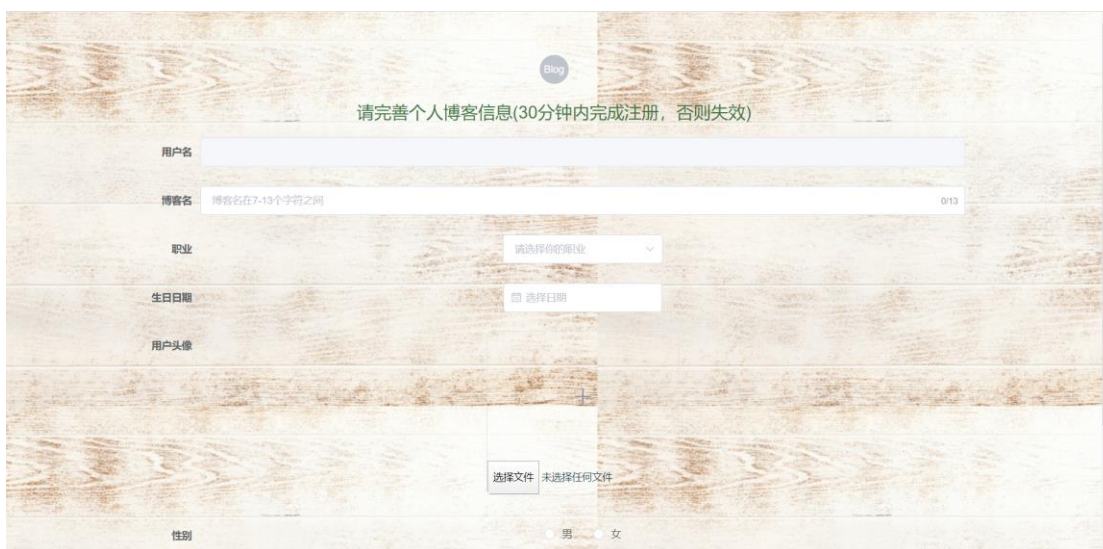 Blog
请完善个人博客信息(30分钟内完成注册，否则失效)
用户名
博客名 博客名在7-13个字符之间 0/13
职业 请选择你的职业
生日日期 选择日期
用户头像
选择文件 未选择任何文件
性别 男 女